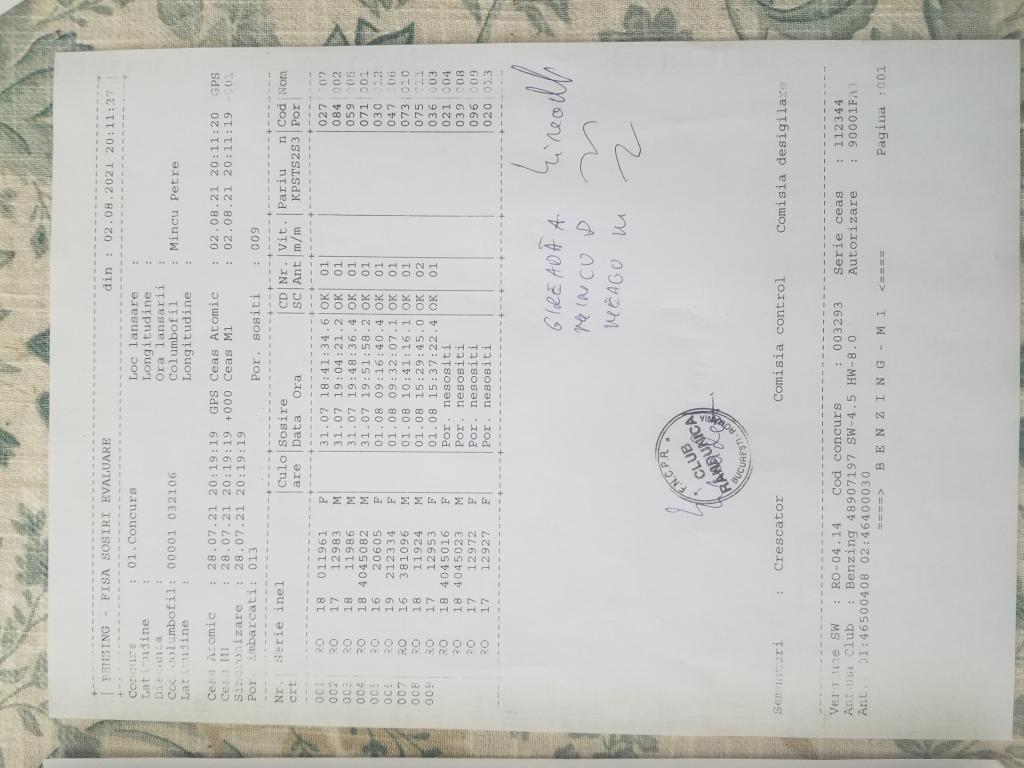 BENZING - FISA SOSIRI EVALUARE din : 02.08.2021 20:11:27
Concurs : 01.Concurs Loc lansare :
Latitudine : Longitudine :
Distanta : Ora lansarii :
Cod columbofil: 00001 032106 Columbofil : Mincu Petre
Latitudine : Longitudine :
Ceas Atomic : 28.07.21 20:19:19 GPS Ceas Atomic : 02.08.21 20:11:20 GPS
Ceas M1 : 28.07.21 20:19:19 +000 Ceas M1 : 02.08.21 20:11:19 -001
Sincronizare : 28.07.21 20:19:19
Por. imbarcati: 013 Por. sositi : 009
Nr. Serie inel Culo Sosire CD Nr. Vit. Pariu n Cod Nom
crt are Data Ora SC Ant m/m KPSTS2S3 Por
001 RO 18 011961 F 31.07 18:41:34.6 OK 01 027 007
002 RO 17 12983 M 31.07 19:04:21.2 OK 01 084 002
003 RO 18 11986 M 31.07 19:48:36.4 OK 01 059 005
004 RO 18 4045082 M 31.07 19:51:58.2 OK 01 071 001
005 RO 16 20605 F 01.08 09:16:40.4 OK 01 030 012
006 RO 19 212334 F 01.08 09:32:07.1 OK 01 047 006
007 RO 16 381096 M 01.08 10:41:16.1 OK 01 073 010
008 RO 18 11924 M 01.08 15:29:45.0 OK 02 075 011
009 RO 17 12953 F 01.08 15:37:22.4 OK 01 036 003
RO 18 4045016 F Por. nesositi 021 004
RO 18 4045023 M Por. nesositi 039 008
RO 17 12972 F Por. nesositi 096 009
RO 17 12927 F Por. nesositi 020 013
GIREADĂ A.
MINCU P
NEAGU M
F.N.C.P.R.
CLUB
RANDUNICA
ROMANIA
BUCURESTI
Semnaturi : Crescator Comisia control Comisia desigilare
Versiune SW : RO-04.14 Cod concurs : 003293 Serie ceas : 112344
Antena Club : Benzing 48907197 SW-4.5 HW-8.0 Autorizare : 90001FA1
Ant. 01:46500408 02:46400030
====> B E N Z I N G - M 1 <==== Pagina :001